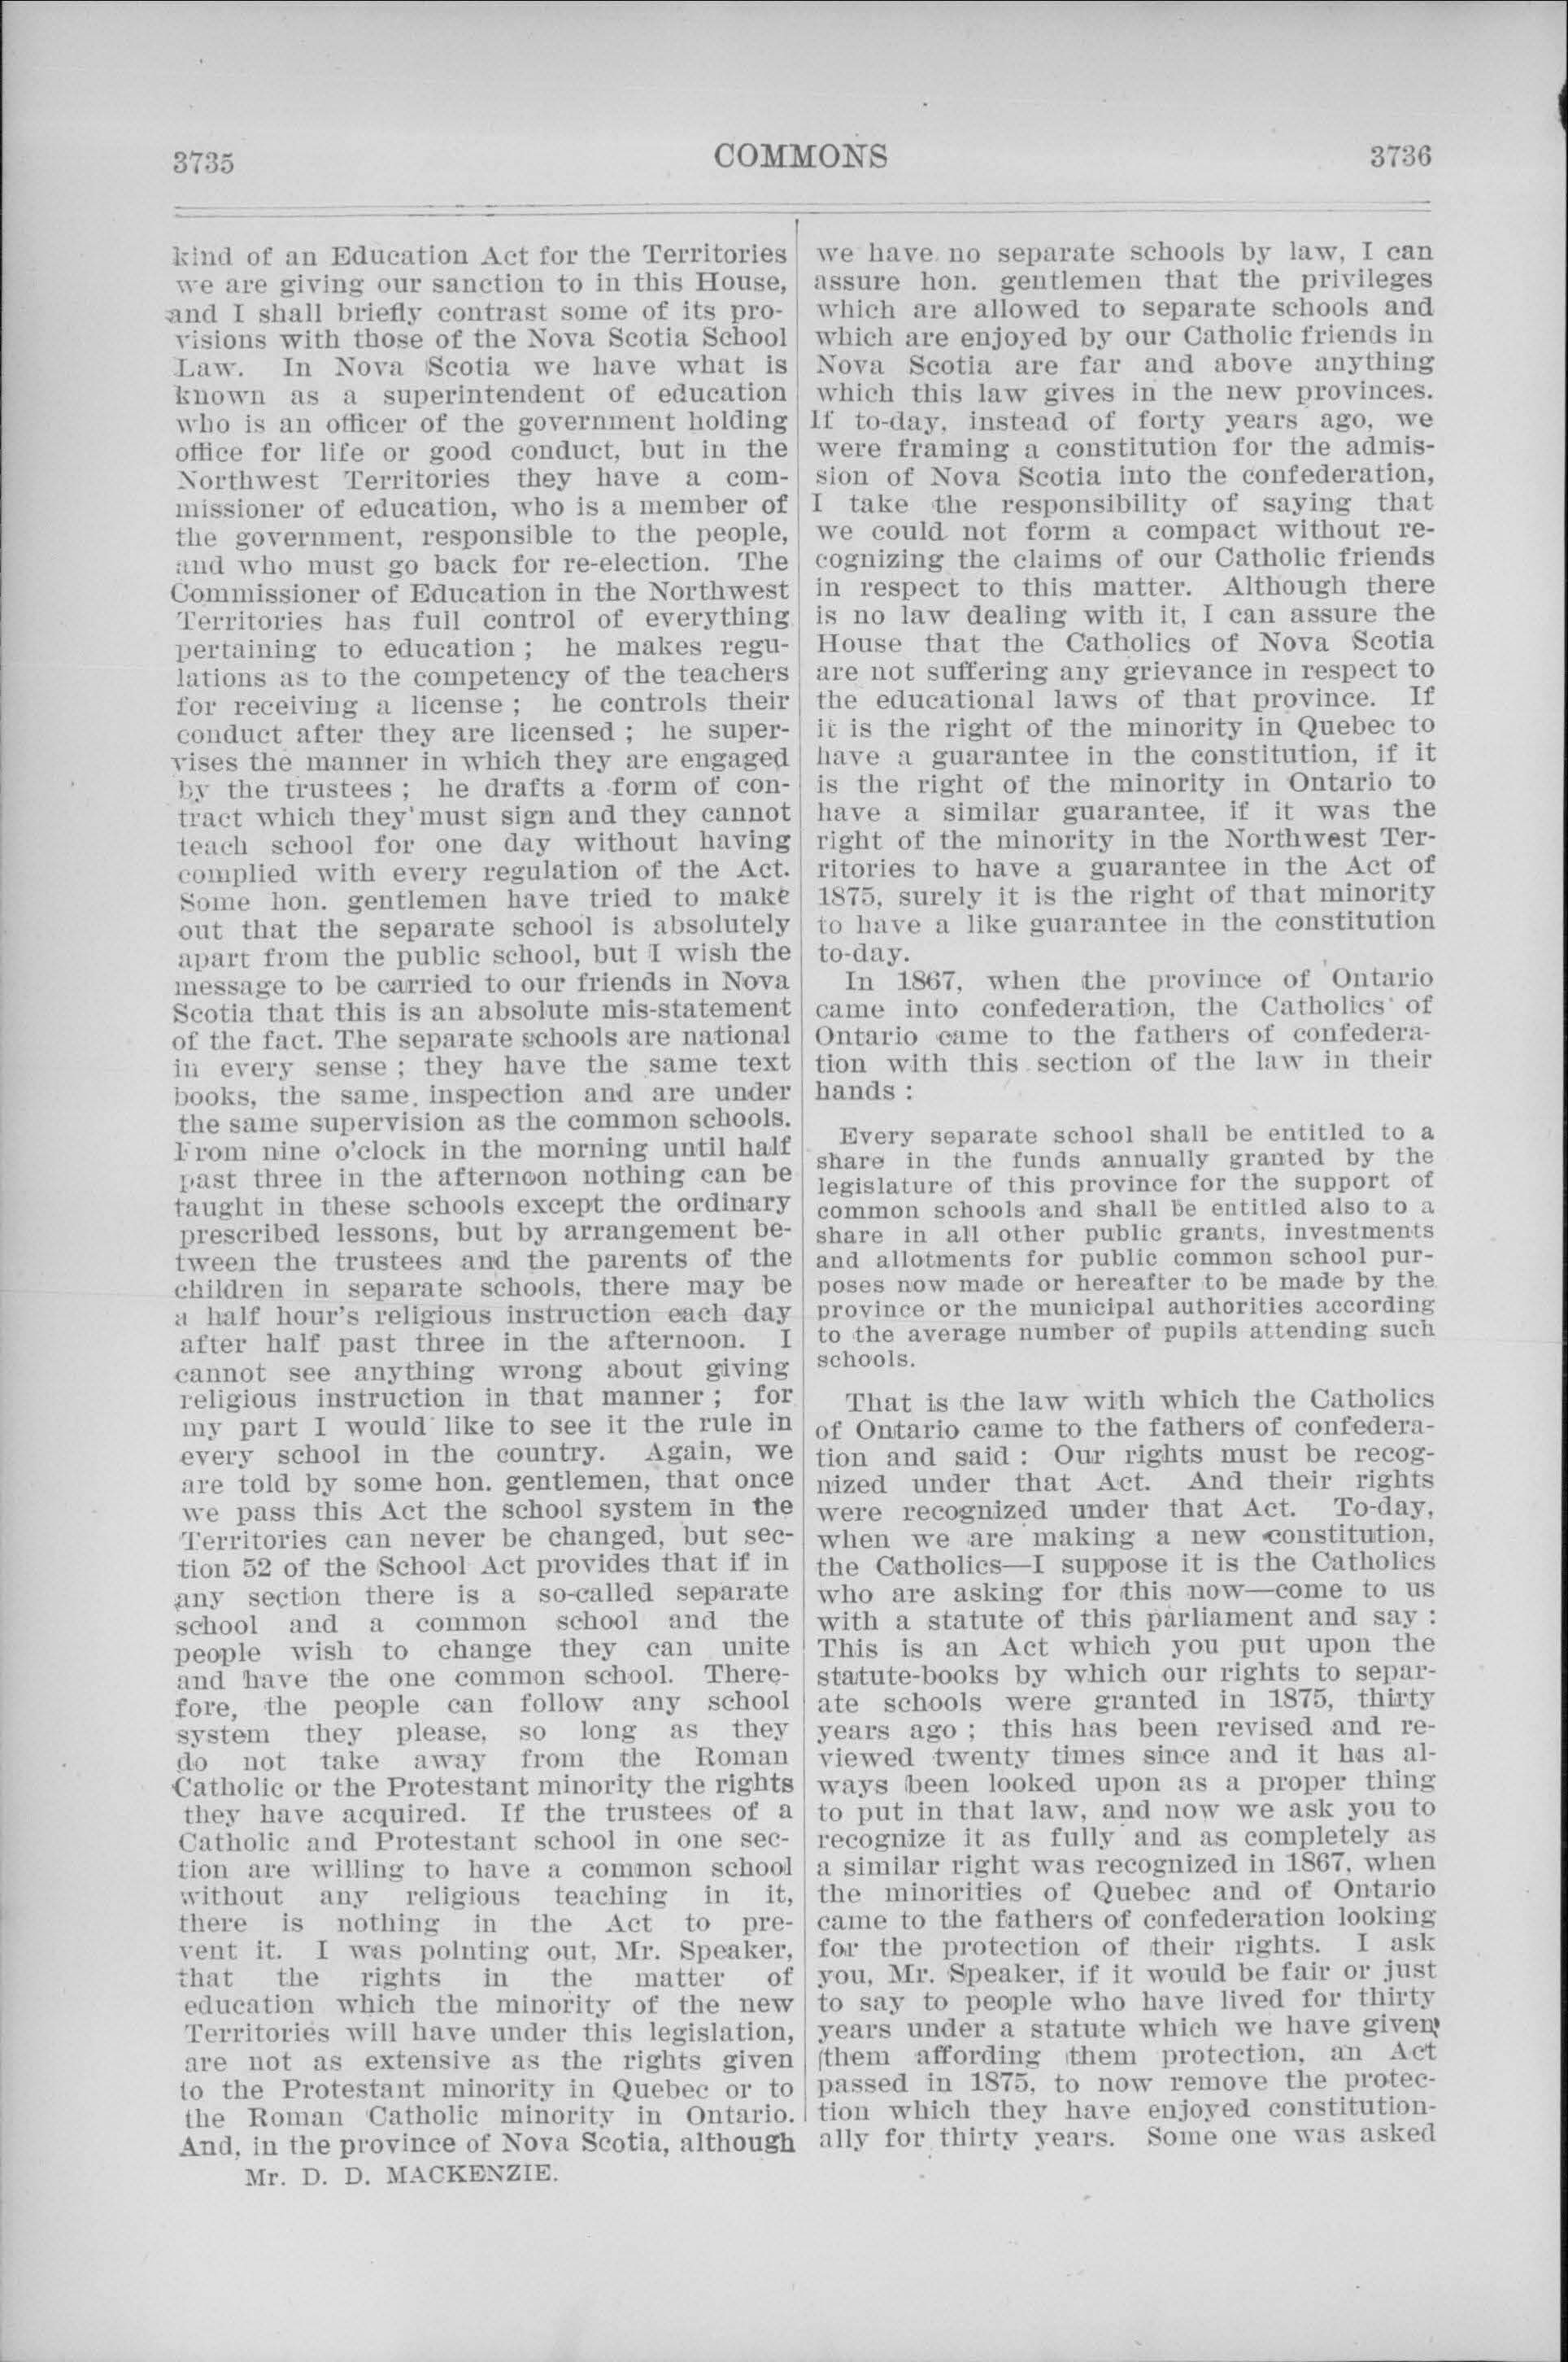 3735
COMMONS
3736
kind of an Education Act for the Territories
we are giving our sanction to in this House,
and I shall briefly contrast some of its pro-
visions with those of the Nova Scotia School
Law. In Nova Scotia we have what is
known as a superintendent of education
who is an officer of the government holding
office for life or good conduct, but in the
Northwest Territories they have a com-
missioner of education, who is a member of
the government, responsible to the people,
and who must go back for re-election. The
Commissioner of Education in the Northwest
Territories has full control of everything
pertaining to education ; he makes regu-
lations as to the competency of the teachers
for receiving a license ; he controls their
conduct after they are licensed ; he super-
vises the manner in which they are engaged
by the trustees ; he drafts a form of con-
tract which they must sign and they cannot
teach school for one day without having
complied with every regulation of the Act.
Some hon. gentlemen have tried to make
out that the separate school is absolutely
apart from the public school, but I wish the
message to be carried to our friends in Nova
Scotia that this is an absolute mis-statement
of the fact. The separate schools are national
in every sense ; they have the same text
books, the same inspection and are under
the same supervision as the common schools.
From nine o'clock in the morning until half
past three in the afternoon nothing can be
taught in these schools except the ordinary
prescribed lessons, but by arrangement be-
tween the trustees and the parents of the
children in separate schools, there may be
a half hour's religious instruction each day
after half past three in the afternoon. I
cannot see anything wrong about giving
religious instruction in that manner ; for
my part I would like to see it the rule in
every school in the country. Again, we
are told by some hon. gentlemen, that once
we pass this Act the school system in the
Territories can never be changed, but sec-
tion 52 of the School Act provides that if in
any section there is a so-called separate
school and a common school and the
people wish to change they can unite
and have the one common school. There-
fore, the people can follow any school
system they please, so long as they
do not take away from the Roman
Catholic or the Protestant minority the rights
they have acquired. If the trustees of a
Catholic and Protestant school in one sec-
tion are willing to have a common school
without any religious teaching in it,
there is nothing in the Act to pre-
vent it. I was pointing out, Mr. Speaker,
that the rights in the matter of
education which the minority of the new
Territories will have under this legislation,
are not as extensive as the rights given
to the Protestant minority in Quebec or to
the Roman Catholic minority in Ontario.
And, in the province of Nova Scotia, although
Mr. D. D. MACKENZIE.
we have no separate schools by law, I can
assure hon. gentlemen that the privileges
which are allowed to separate schools and
which are enjoyed by our Catholic friends in
Nova Scotia are far and above anything
which this law gives in the new provinces.
If to-day, instead of forty years ago, we
were framing a constitution for the admis-
sion of Nova Scotia into the confederation,
I take the responsibility of saying that
we could not form a compact without re-
cognizing the claims of our Catholic friends
in respect to this matter. Although there
is no law dealing with it, I can assure the
House that the Catholics of Nova Scotia
are not suffering any grievance in respect to
the educational laws of that province. If
it is the right of the minority in Quebec to
have a guarantee in the constitution, if it
is the right of the minority in Ontario to
have a similar guarantee, if it was the
right of the minority in the Northwest Ter-
ritories to have a guarantee in the Act of
1875, surely it is the right of that minority
to have a like guarantee in the constitution
to-day.
In 1867, when the province of Ontario
came into confederation, the Catholics of
Ontario came to the fathers of confedera-
tion with this section of the law in their
hands :
Every separate school shall be entitled to a
share in the funds annually granted by the
legislature of this province for the support of
common schools and shall be entitled also to a
share in all other public grants, investments
and allotments for public common school pur-
poses now made or hereafter to be made by the
province or the municipal authorities according
to the average number of pupils attending such
schools.
That is the law with which the Catholics
of Ontario came to the fathers of confedera-
tion and said : Our rights must be recog-
nized under that Act. And their rights
were recognized under that Act. To-day,
when we are making a new constitution,
the Catholics—I suppose it is the Catholics
who are asking for this now—come to us
with a statute of this parliament and say :
This is an Act which you put upon the
statute-books by which our rights to separ-
ate schools were granted in 1875, thirty
years ago ; this has been revised and re-
viewed twenty times since and it has al-
ways been looked upon as a proper thing
to put in that law, and now we ask you to
recognize it as fully and as completely as
a similar right was recognized in 1867, when
the minorities of Quebec and of Ontario
came to the fathers of confederation looking
for the protection of their rights. I ask
you, Mr. Speaker, if it would be fair or just
to say to people who have lived for thirty
years under a statute which we have given
them affording them protection, an Act
passed in 1875, to now remove the protec-
tion which they have enjoyed constitution-
ally for thirty years. Some one was asked